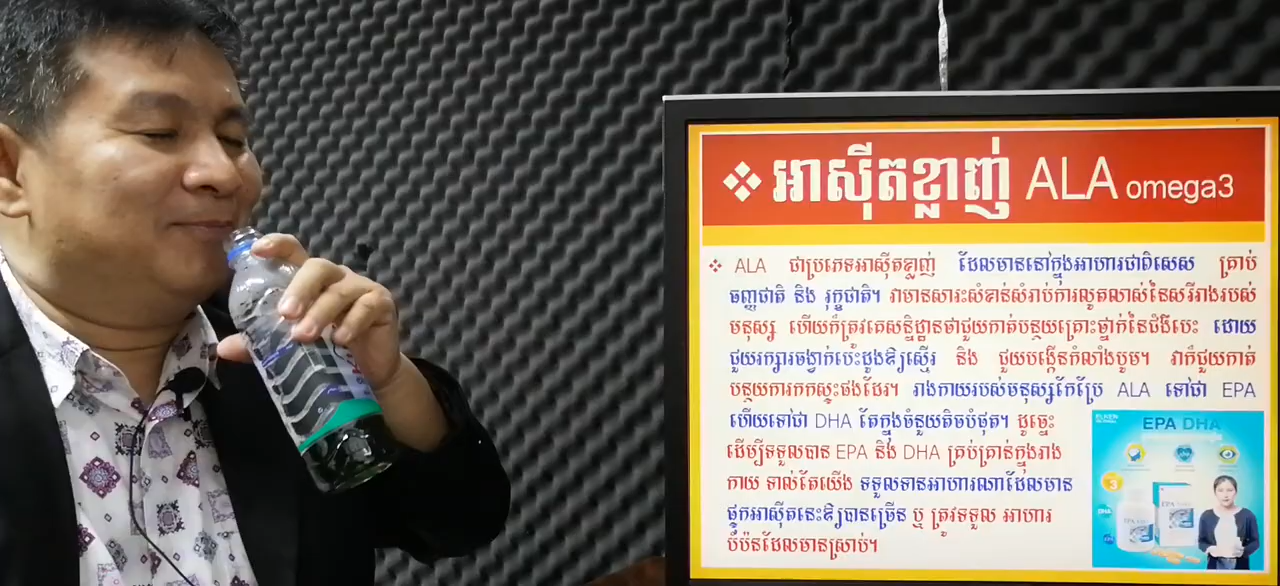 ❖ អាស៊ីតខ្លាញ់ ALA omega3
❖ ALA ជាប្រភេទអាស៊ីតខ្លាញ់ ដែលមាននៅក្នុងអាហារជាពិសេស គ្រាប់
ធញ្ញជាតិ និង រុក្ខជាតិ។ វាមានសារៈសំខាន់សំរាប់ការលូតលាស់នៃសរីរាងរបស់
មនុស្ស ហើយក៏ត្រូវគេសន្និដ្ឋានថាជួយកាត់បន្ថយគ្រោះថ្នាក់នៃជំងឺបេះ ដោយ
ជួយរក្សារចង្វាក់បេះដូងឱ្យស្មើរ និង ជួយបង្កើនកំលាំងបូម។ វាក៏ជួយកាត់
បន្ថយការកកស្ទះផងដែរ។ រាងកាយរបស់មនុស្សកែប្រែ ALA ទៅជា EPA
ហើយទៅជា DHA តែក្នុងចំនួយតិចបំផុត។ ដូច្នេះ
ដើម្បីទទួលបាន EPA និង DHA គ្រប់គ្រាន់ក្នុងរាង
កាយ ទាល់តែយើង ទទួលទានអាហារណាដែលមាន
ផ្ទុកអាស៊ីតនេះឱ្យបានច្រើន ឬ ត្រូវទទួល អាហារ
បំប៉នដែលមានស្រាប់។
EPA DHA
3
DHA
EPA